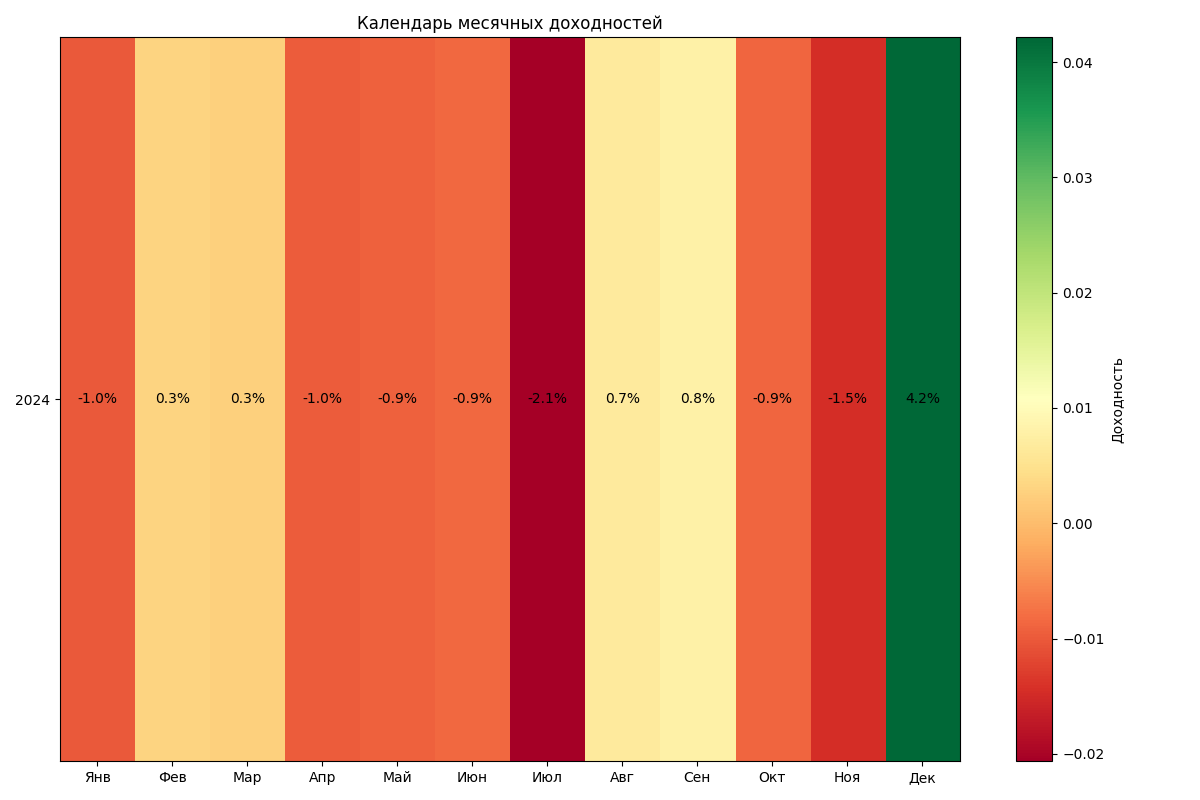 Календарь месячных доходностей
2024
-1.0% 0.3% 0.3% -1.0% -0.9% -0.9% -2.1% 0.7% 0.8% -0.9% -1.5% 4.2%
Янв Фев Мар Апр Май Июн Июл Авг Сен Окт Ноя Дек
0.04
0.03
0.02
0.01
0.00
−0.01
−0.02
Доходность